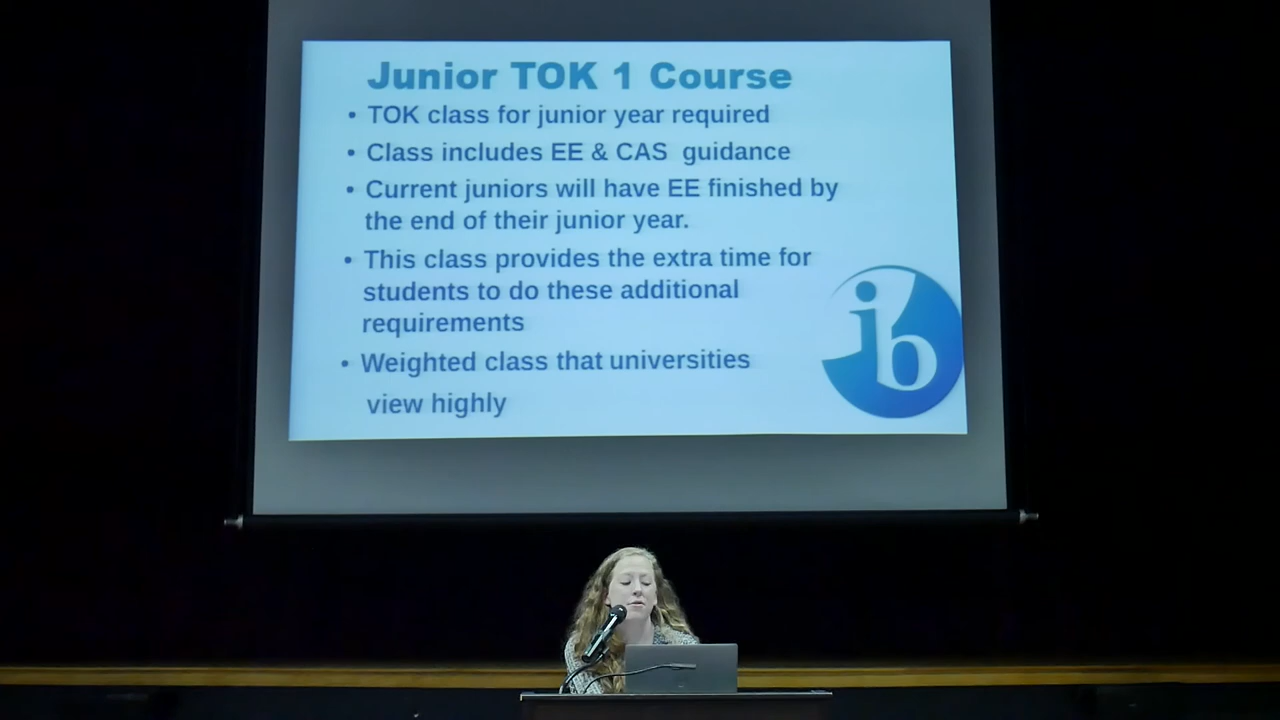 Junior TOK 1 Course
• TOK class for junior year required
• Class includes EE & CAS guidance
• Current juniors will have EE finished by
the end of their junior year.
• This class provides the extra time for
students to do these additional
requirements
• Weighted class that universities
view highly
ib